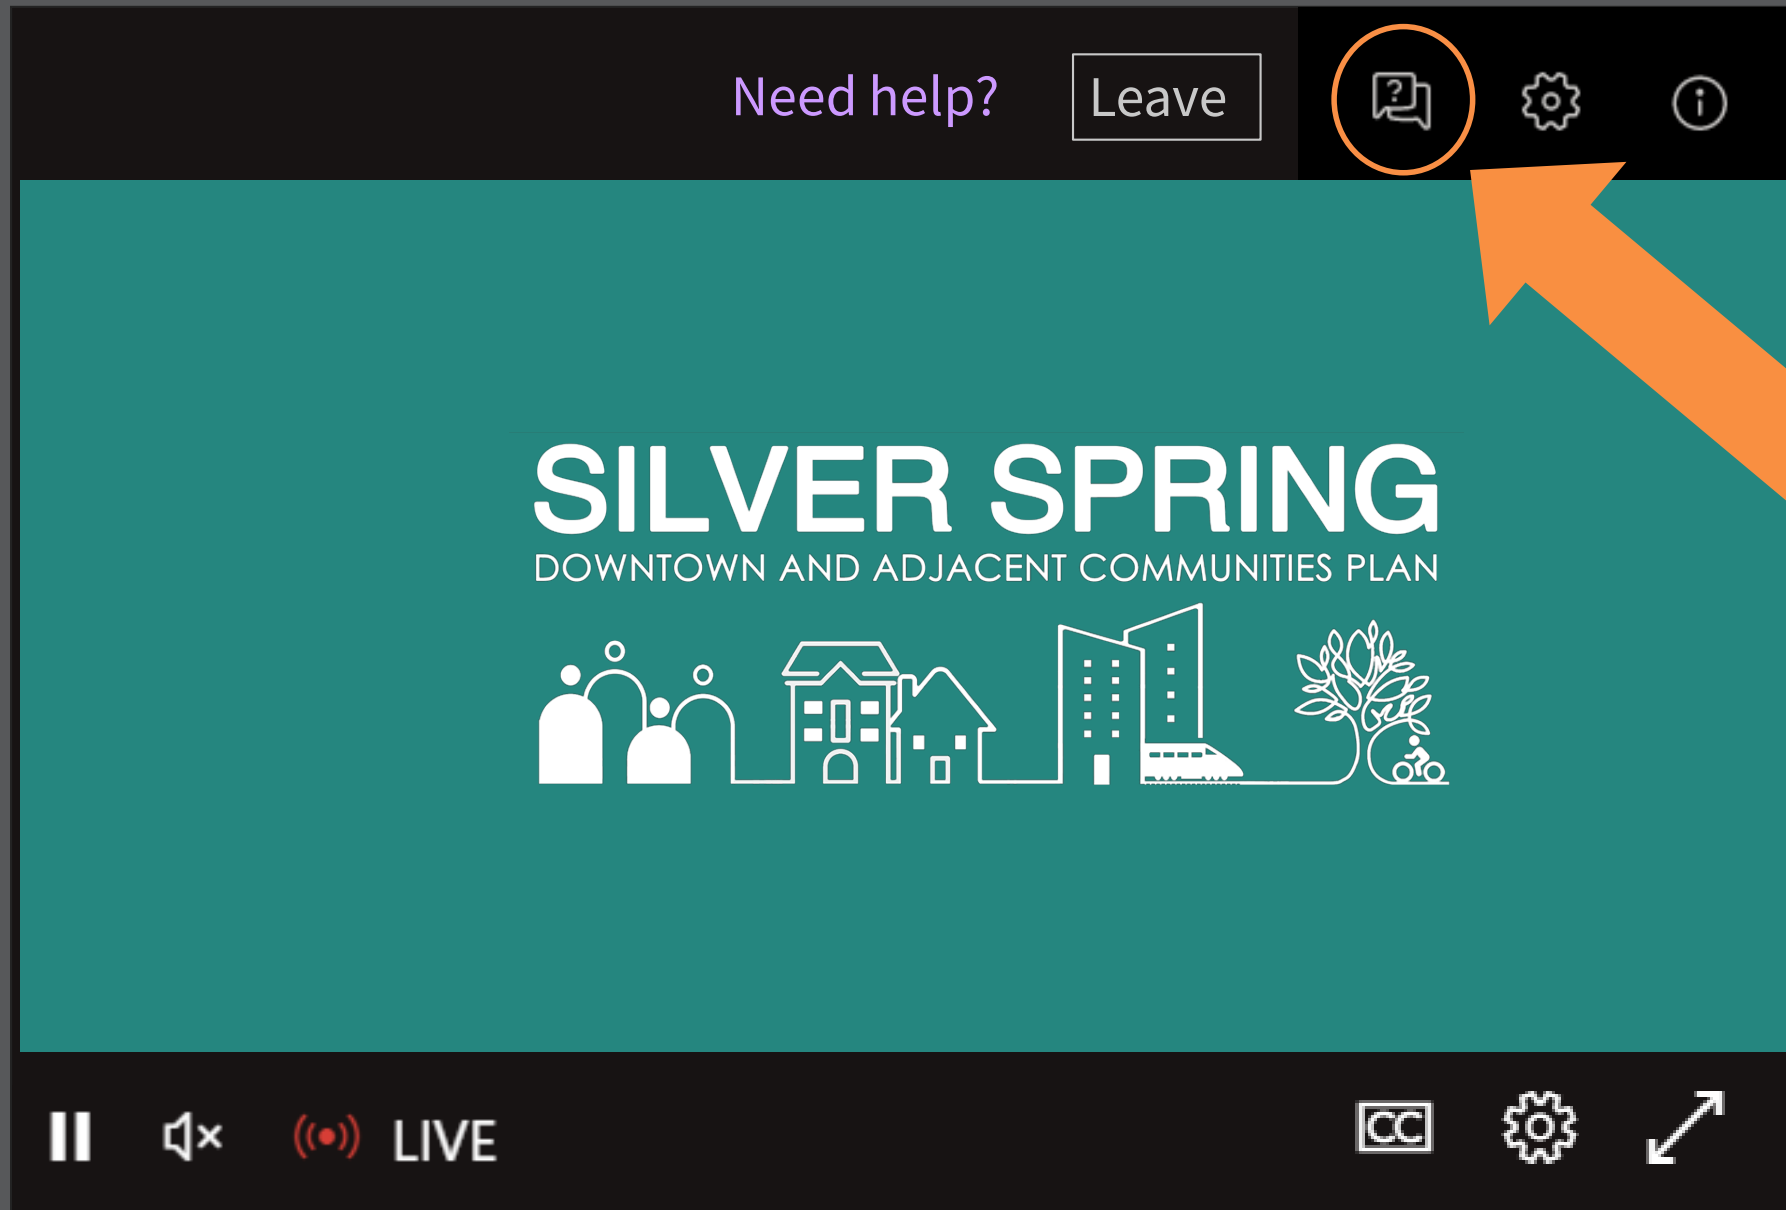 Need help? Leave
SILVER SPRING
DOWNTOWN AND ADJACENT COMMUNITIES PLAN
LIVE CC